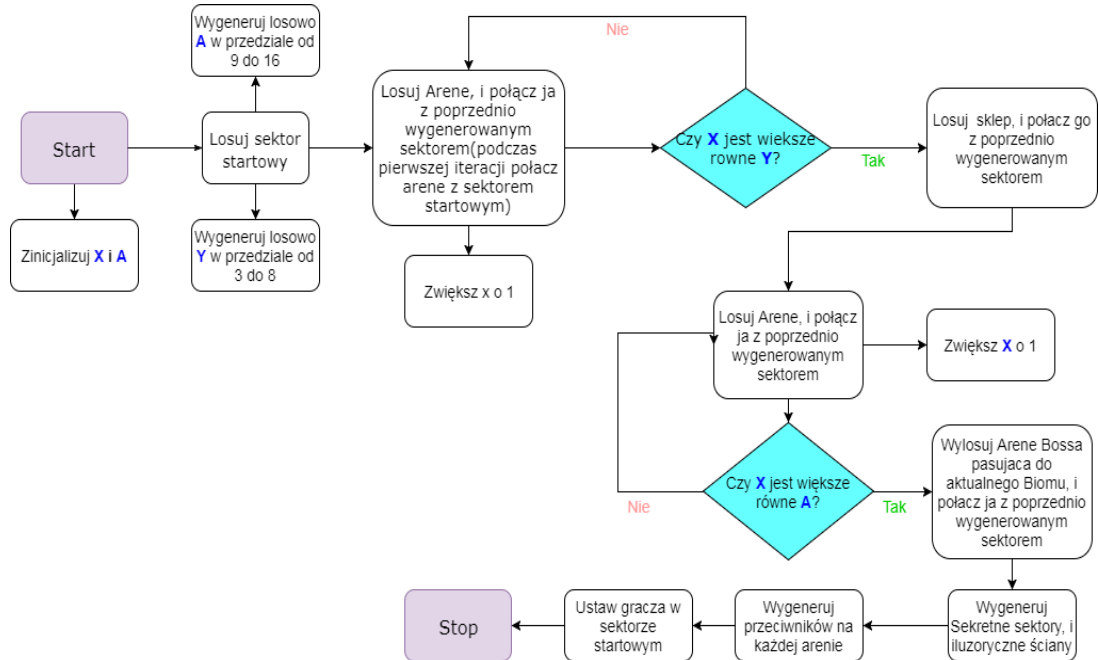 Start
Zinicjalizuj X i A
Wygeneruj losowo
A w przedziale od
9 do 16
Losuj sektor
startowy
Wygeneruj losowo
Y w przedziale od
3 do 8
Losuj Arene, i połącz ja
z poprzednio
wygenerowanym
sektorem(podczas
pierwszej iteracji połacz
arene z sektorem
startowym)
Zwiększ x o 1
Nie
Czy X jest wieksze
rowne Y?
Tak
Losuj sklep, i połacz go
z poprzednio
wygenerowanym
sektorem
Losuj Arene, i połącz
ja z poprzednio
wygenerowanym
sektorem
Zwiększ X o 1
Czy X jest większe
równe A?
Nie
Tak
Wylosuj Arene Bossa
pasujaca do
aktualnego Biomu, i
połacz ja z poprzednio
wygenerowanym
sektorem
Wygeneruj
Sekretne sektory, i
iluzoryczne ściany
Wygeneruj
przeciwników na
każdej arenie
Ustaw gracza w
sektorze
startowym
Stop